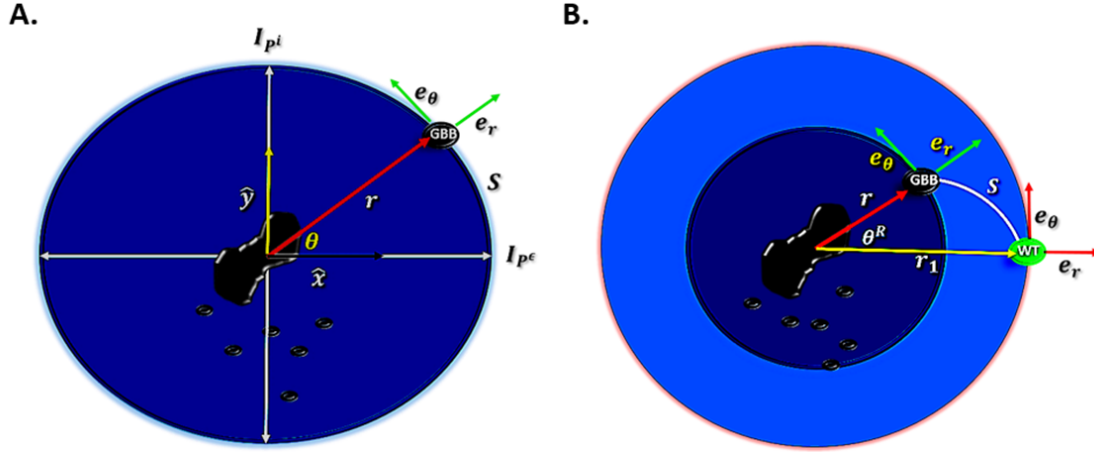 A.
I_{P^i}
e_θ
e_r
GBB
S
ŷ
r
θ
x̂
I_{P^ϵ}
B.
e_θ
e_r
GBB
S
r
θ^R
r_1
e_θ
WT
e_r